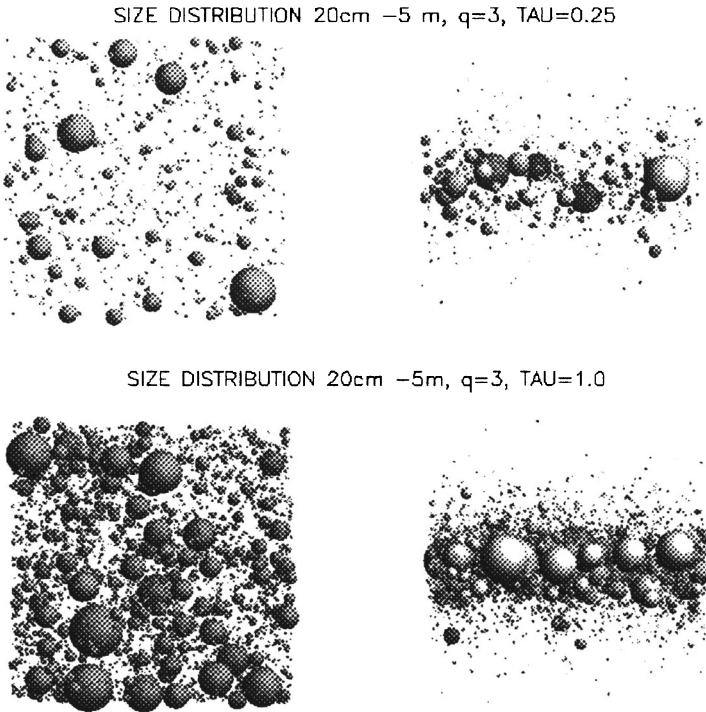 SIZE DISTRIBUTION 20cm -5 m, q=3, TAU=0.25
SIZE DISTRIBUTION 20cm -5m, q=3, TAU=1.0